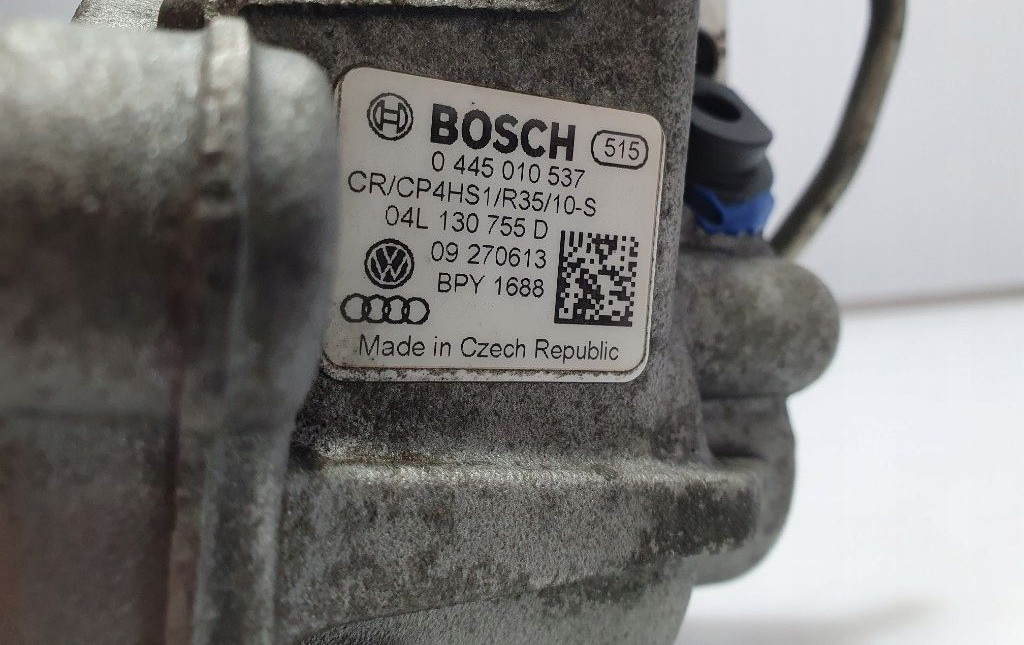 BOSCH 515
0 445 010 537
CR/CP4HS1/R35/10-S
04L 130 755 D
09 270613
BPY 1688
Made in Czech Republic